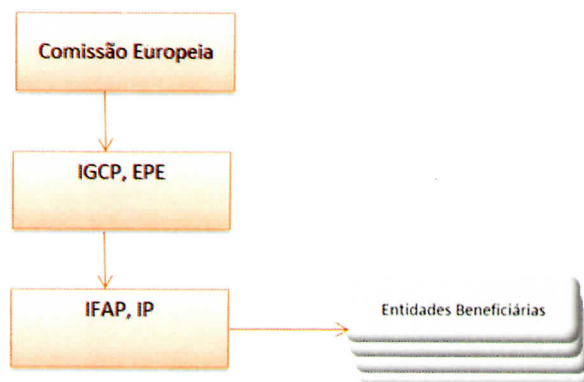 Comissão Europeia
IGCP, EPE
IFAP, IP
Entidades Beneficiárias